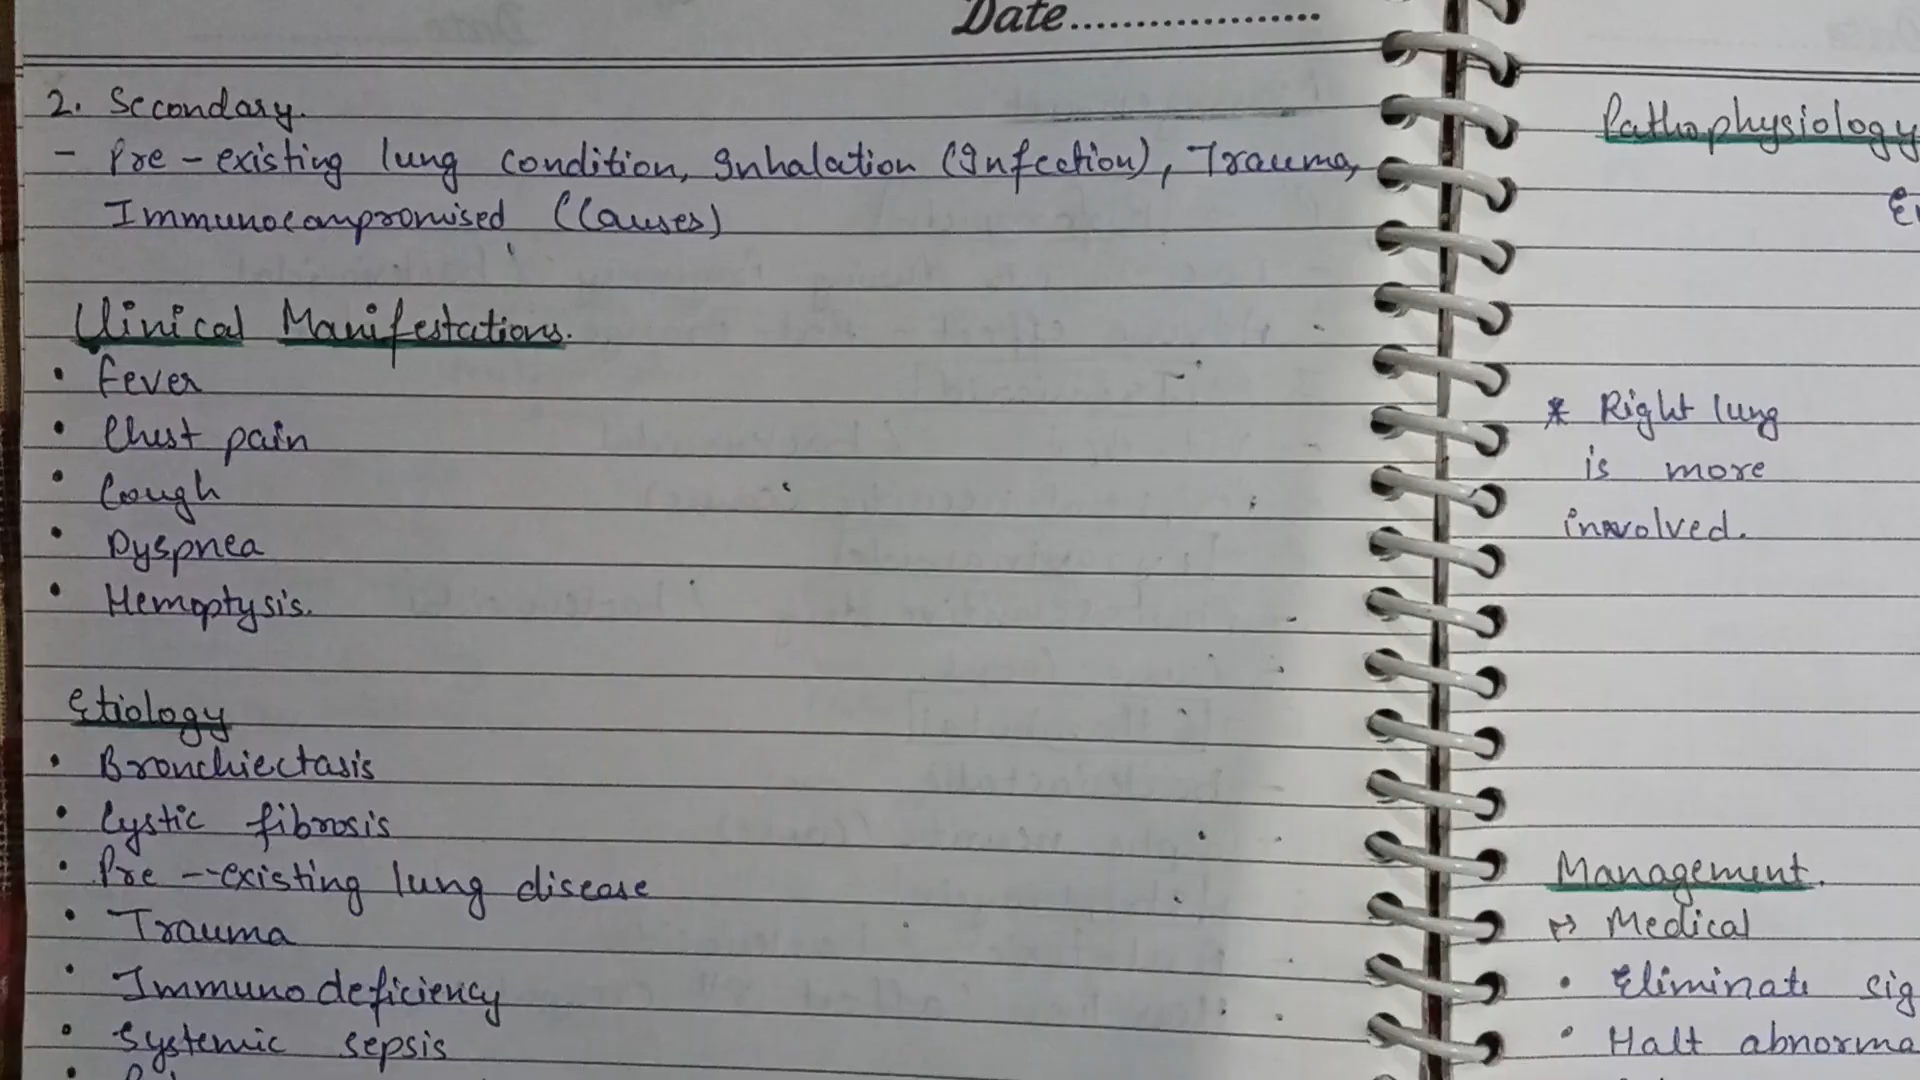 Date...................
2. Secondary.
- Pre-existing lung condition, Inhalation (Infection), Trauma,
Immunocompromised (Causes)
Clinical Manifestations.
• Fever
• Chest pain
• Cough
• Dyspnea
• Hemoptysis.
Etiology
• Bronchiectasis
• Cystic fibrosis
• Pre--existing lung disease
• Trauma
• Immunodeficiency
• Systemic sepsis
Pathophysiology
* Right lung
is more
involved.
Management.
Medical
• Eliminate sig
• Halt abnorma